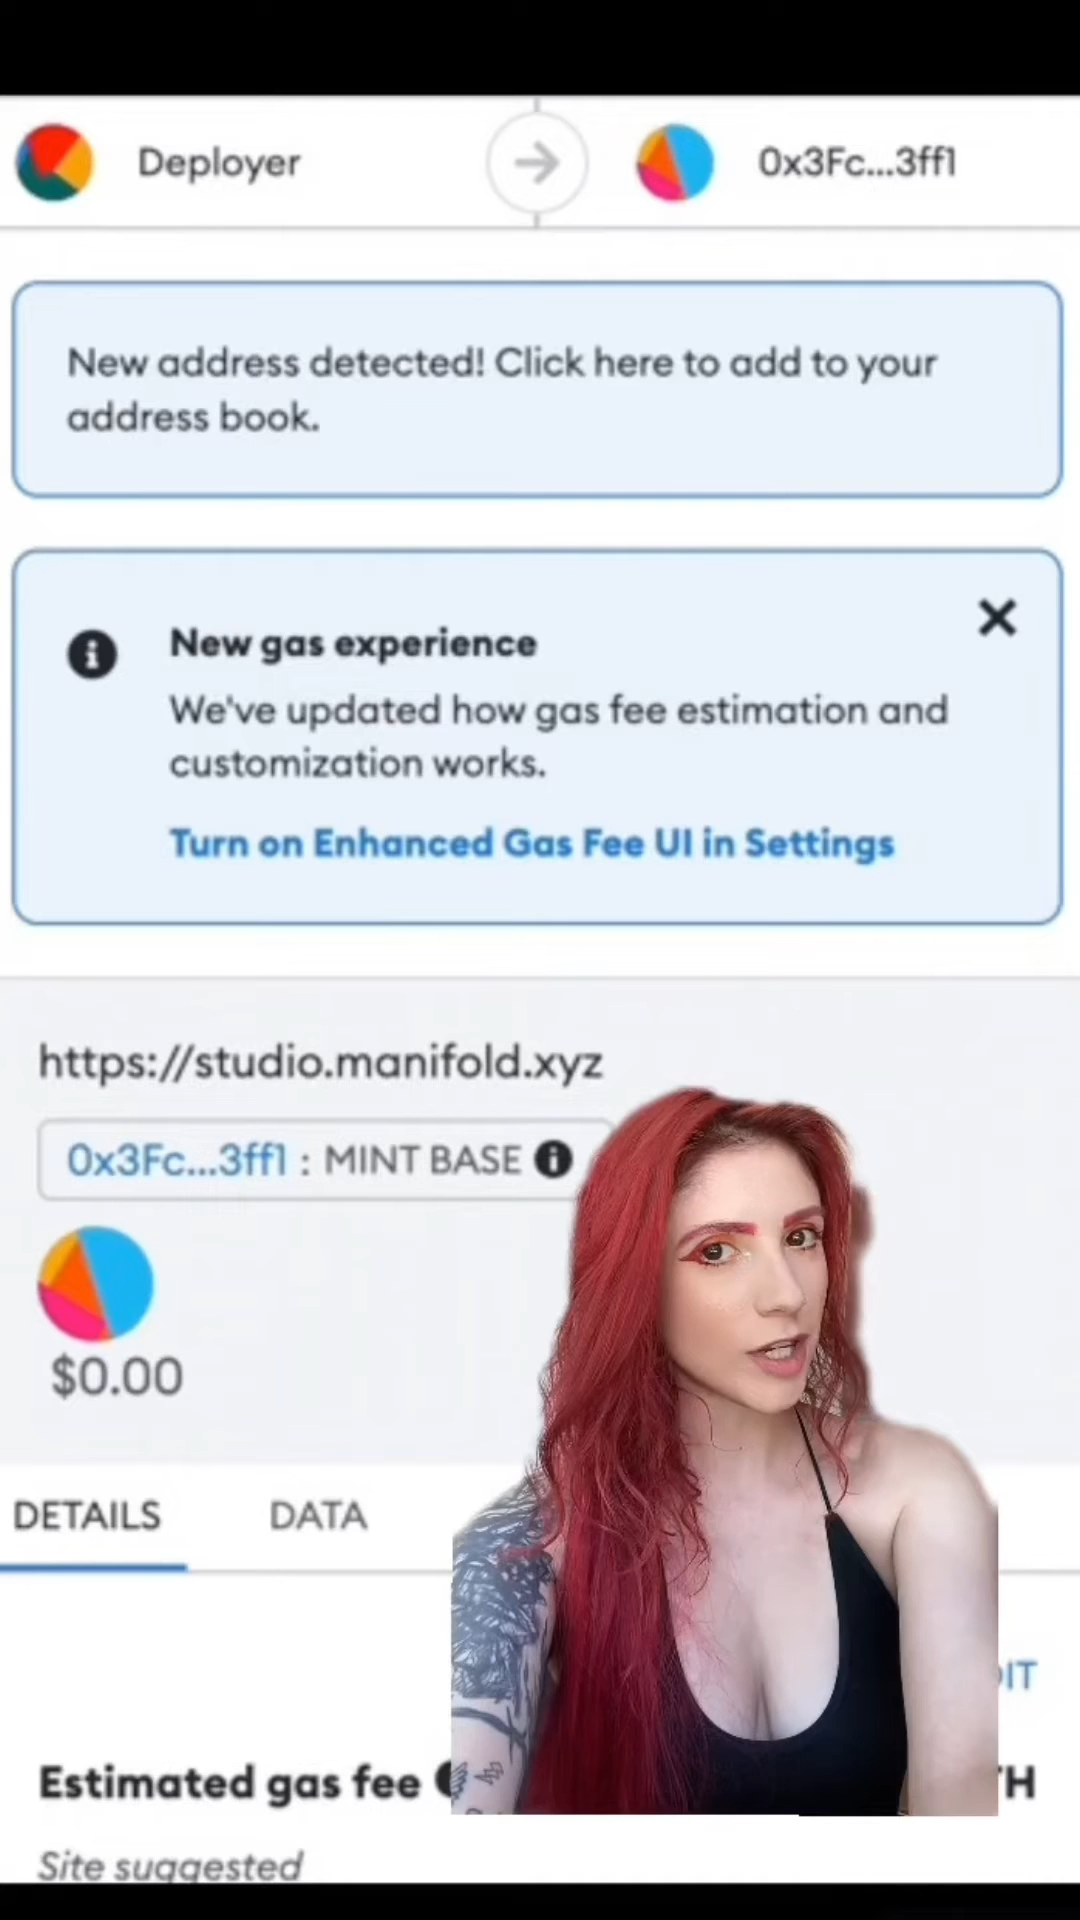 Deployer
0x3Fc...3ff1
New address detected! Click here to add to your
address book.
New gas experience
We've updated how gas fee estimation and
customization works.
Turn on Enhanced Gas Fee UI in Settings
https://studio.manifold.xyz
0x3Fc...3ff1 : MINT BASE
$0.00
DETAILS
DATA
Estimated gas fee
Site suggested